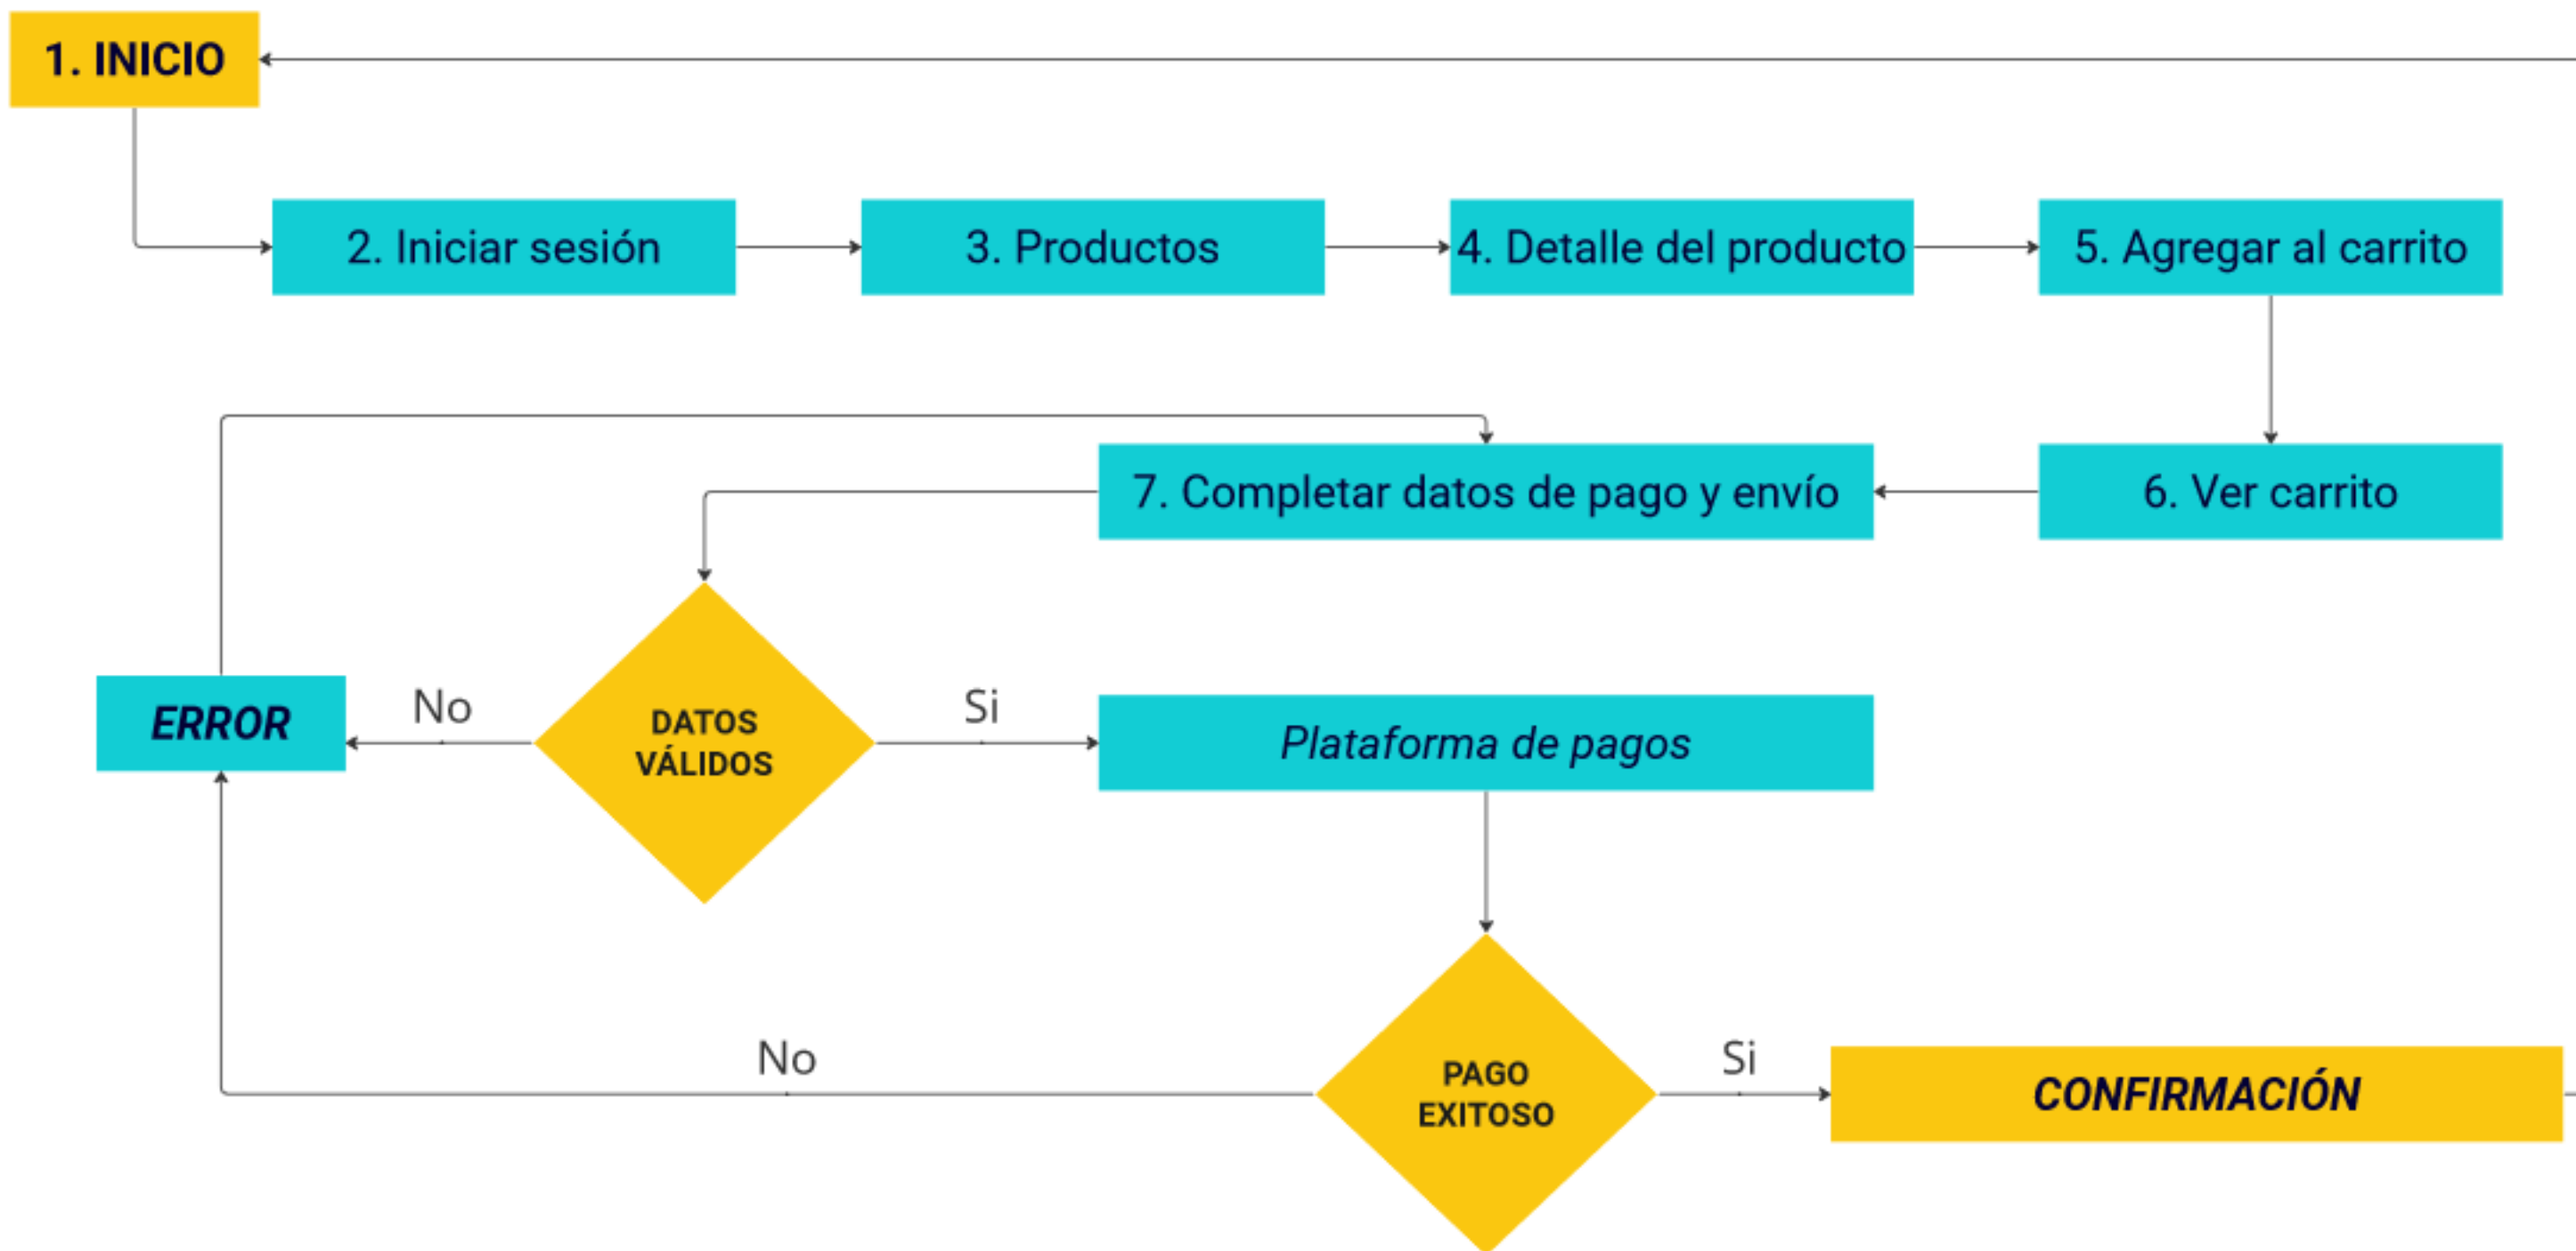 1. INICIO
2. Iniciar sesión
3. Productos
4. Detalle del producto
5. Agregar al carrito
6. Ver carrito
7. Completar datos de pago y envío
DATOS
VÁLIDOS
No
ERROR
Si
Plataforma de pagos
PAGO
EXITOSO
No
Si
CONFIRMACIÓN